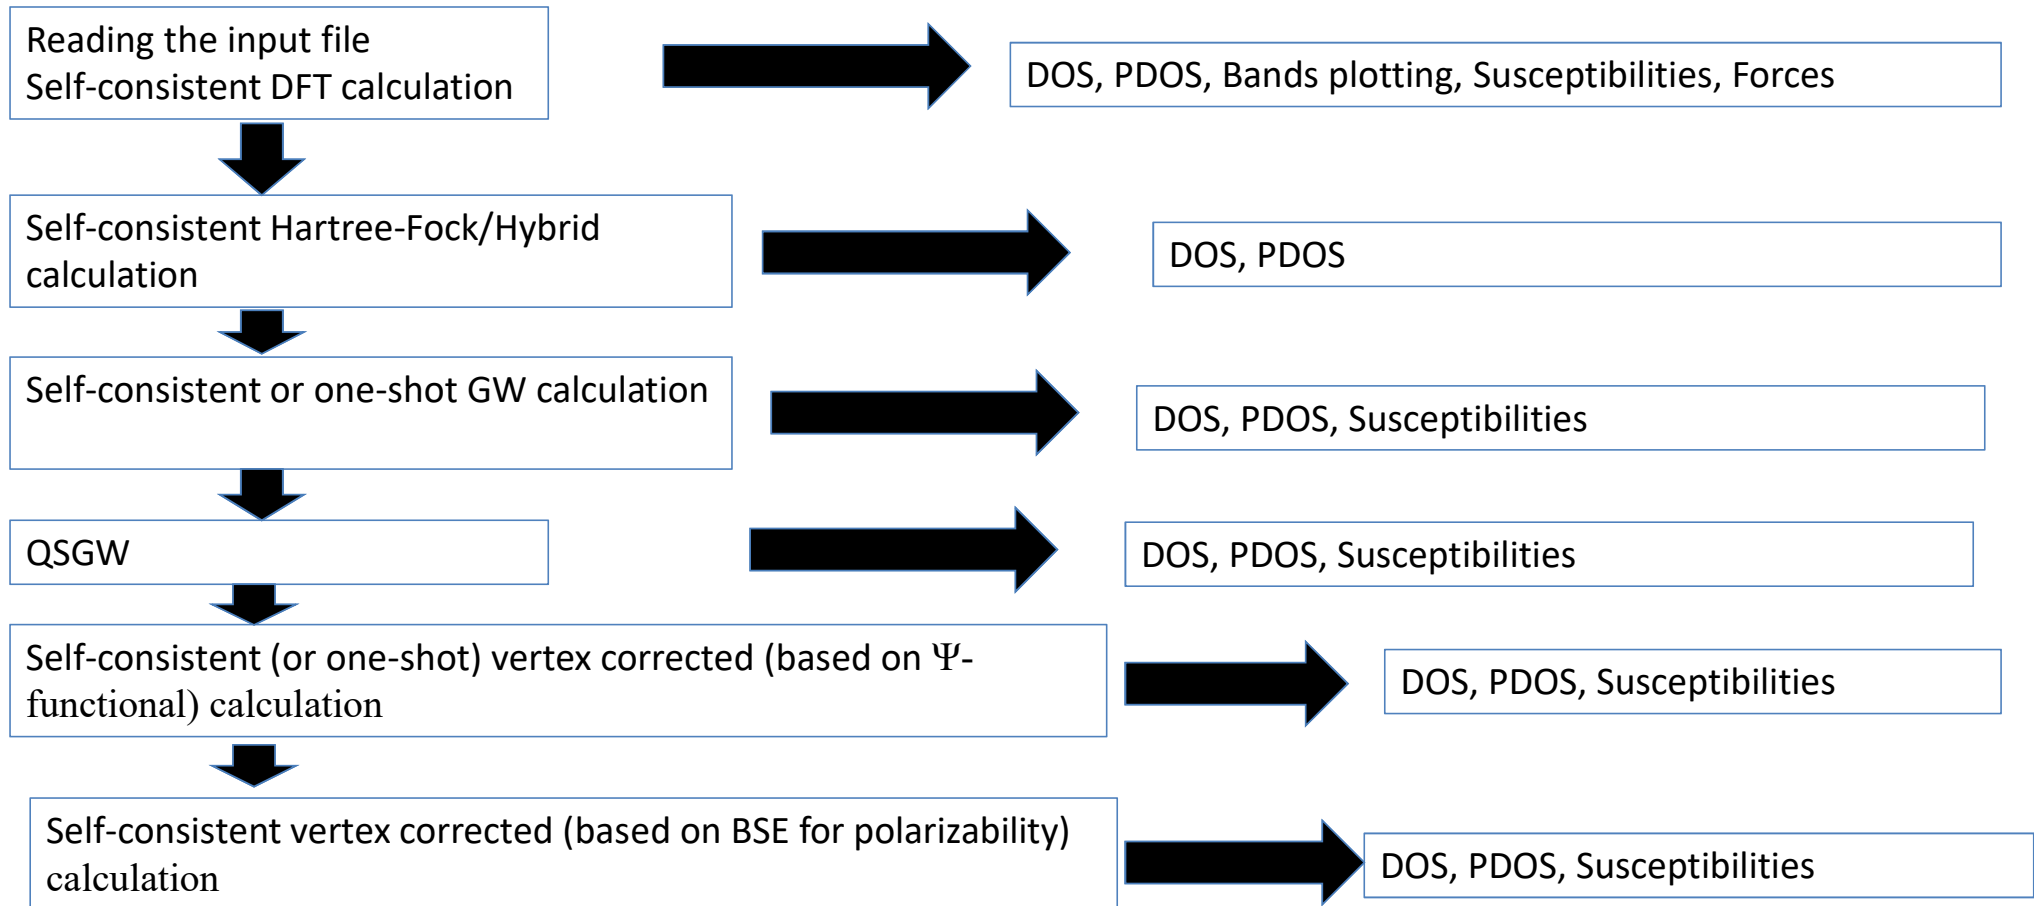 Reading the input file
Self-consistent DFT calculation
DOS, PDOS, Bands plotting, Susceptibilities, Forces
Self-consistent Hartree-Fock/Hybrid
calculation
DOS, PDOS
Self-consistent or one-shot GW calculation
DOS, PDOS, Susceptibilities
QSGW
DOS, PDOS, Susceptibilities
Self-consistent (or one-shot) vertex corrected (based on Ψ-
functional) calculation
DOS, PDOS, Susceptibilities
Self-consistent vertex corrected (based on BSE for polarizability)
calculation
DOS, PDOS, Susceptibilities